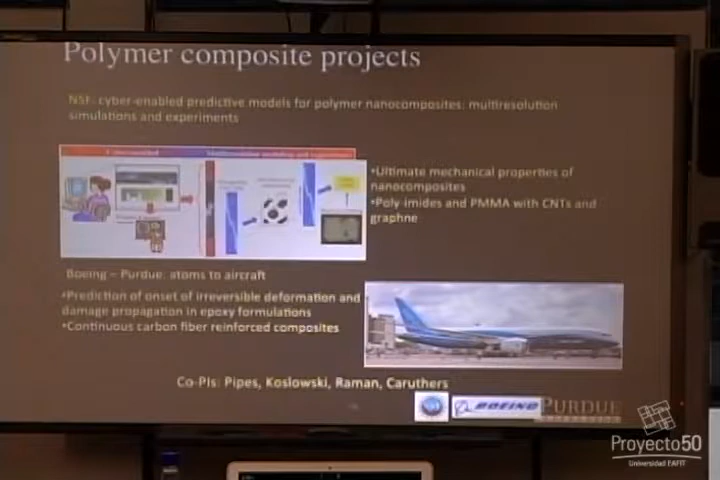 Polymer composite projects
NSF: cyber-enabled predictive models for polymer nanocomposites: multiresolution
simulations and experiments
•Ultimate mechanical properties of
nanocomposites
•Poly imides and PMMA with CNTs and
graphne
Boeing – Purdue: atoms to aircraft
•Prediction of onset of irreversible deformation and
damage propagation in epoxy formulations
•Continuous carbon fiber reinforced composites
Co-PIs: Pipes, Koslowski, Raman, Caruthers
BOEING
PURDUE
Proyecto50
Universidad EAFIT